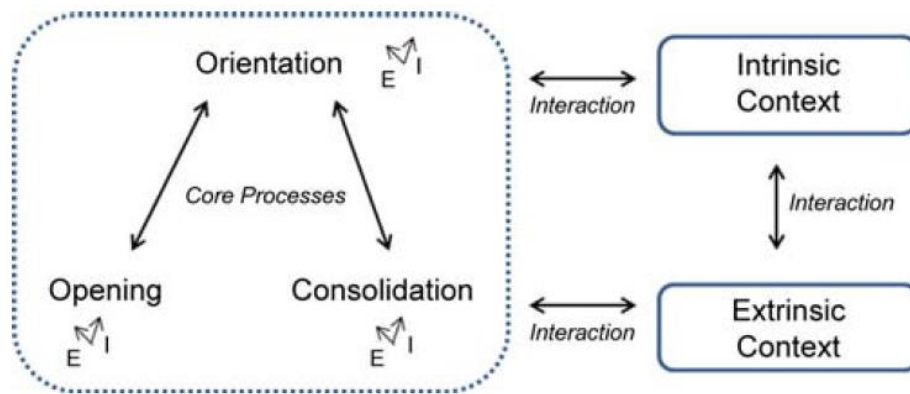 Orientation
E I
Core Processes
Opening
E I
Consolidation
E I
Interaction
Intrinsic
Context
Interaction
Interaction
Extrinsic
Context